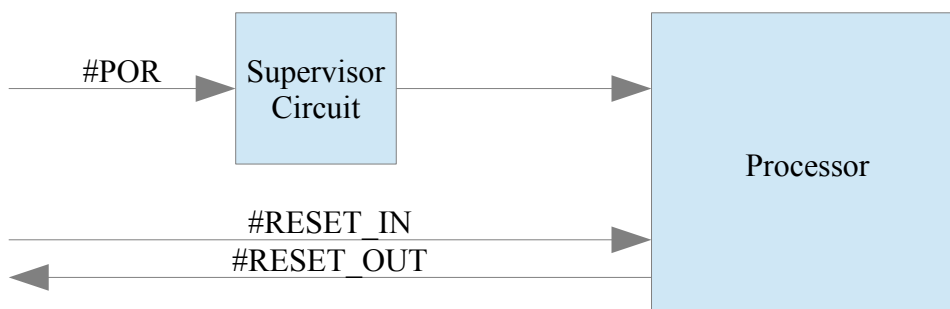 #POR
Supervisor
Circuit
Processor
#RESET_IN
#RESET_OUT